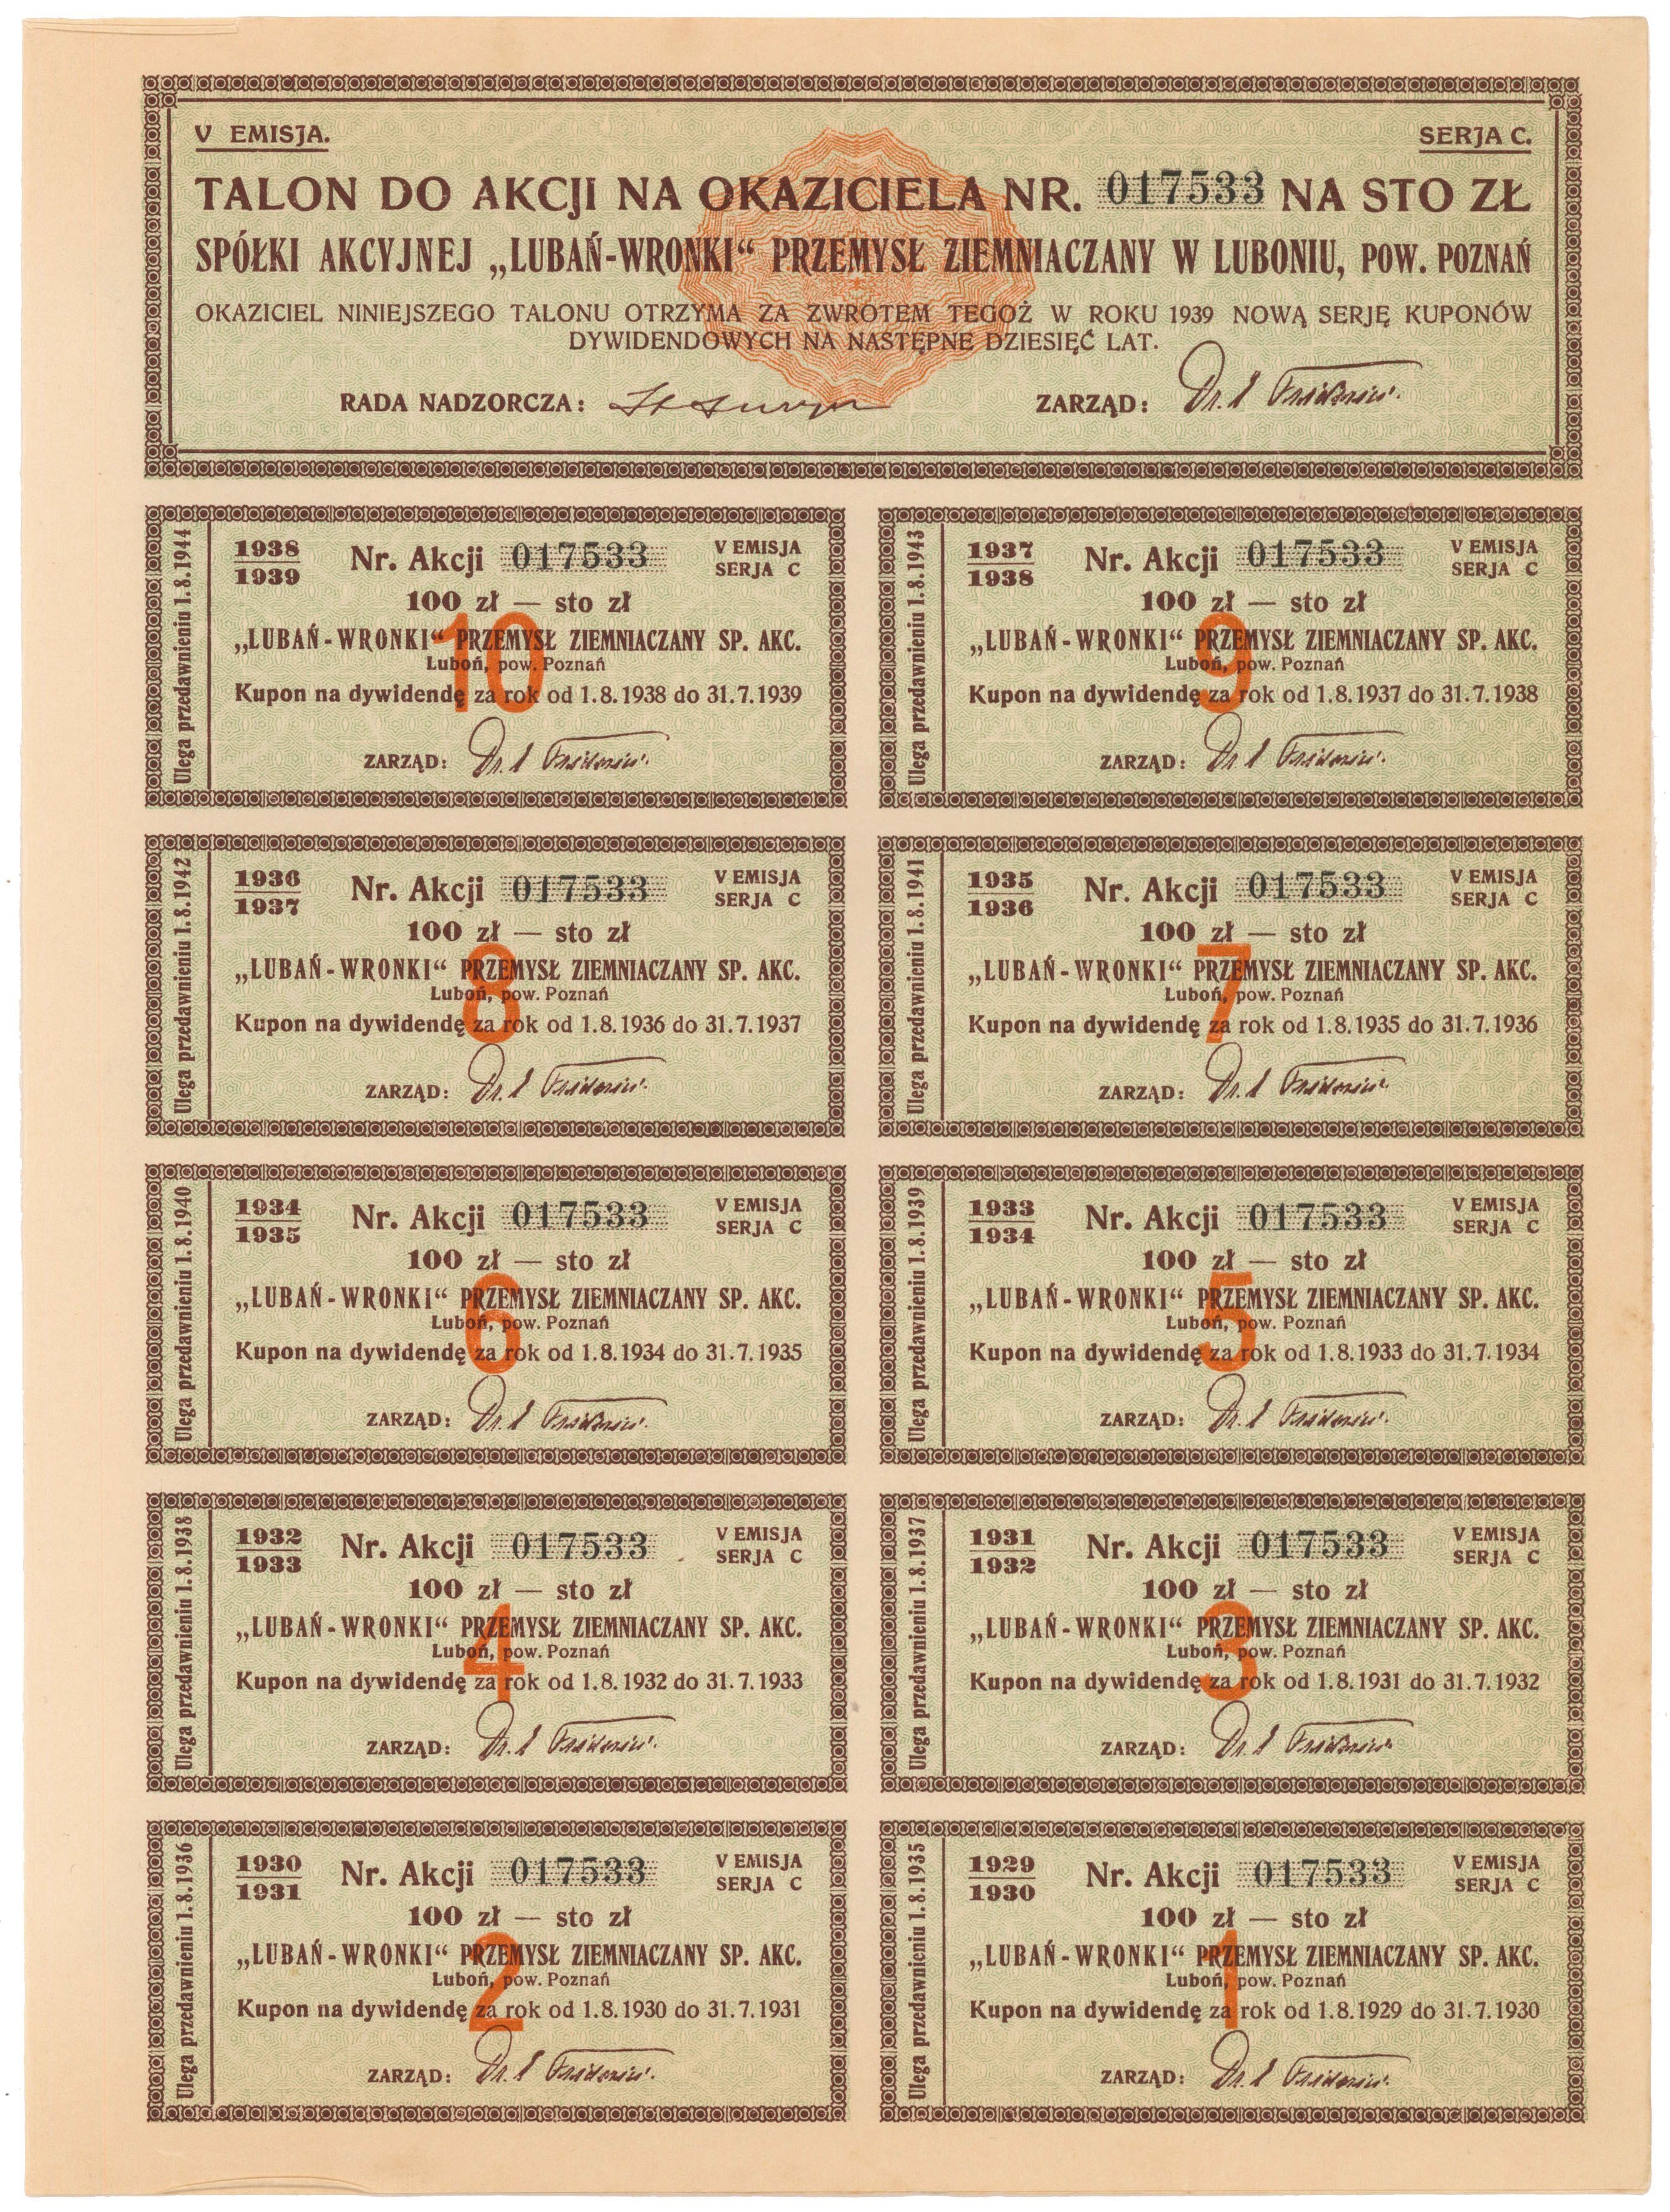 V EMISJA.
SERJA C.
TALON DO AKCJI NA OKAZICIELA NR. 017533 NA STO ZŁ
SPÓŁKI AKCYJNEJ „LUBAŃ-WRONKI“ PRZEMYSŁ ZIEMNIACZANY W LUBONIU, POW. POZNAŃ
OKAZICIEL NINIEJSZEGO TALONU OTRZYMA ZA ZWROTEM TEGOŻ W ROKU 1939 NOWĄ SERJĘ KUPONÓW
DYWIDENDOWYCH NA NASTĘPNE DZIESIĘĆ LAT.
RADA NADZORCZA:
ZARZĄD: Dr.
Ulega przedawnieniu 1.8.1944
1938
1939
Nr. Akcji 017533
V EMISJA
SERJA C
100 zł — sto zł
„LUBAŃ-WRONKI“ PRZEMYSŁ ZIEMNIACZANY SP. AKC.
Luboń, pow. Poznań
Kupon na dywidendę za rok od 1.8.1938 do 31.7.1939
10
ZARZĄD: Dr.
Ulega przedawnieniu 1.8.1943
1937
1938
Nr. Akcji 017533
V EMISJA
SERJA C
100 zł — sto zł
„LUBAŃ-WRONKI“ PRZEMYSŁ ZIEMNIACZANY SP. AKC.
Luboń, pow. Poznań
Kupon na dywidendę za rok od 1.8.1937 do 31.7.1938
9
ZARZĄD: Dr.
Ulega przedawnieniu 1.8.1942
1936
1937
Nr. Akcji 017533
V EMISJA
SERJA C
100 zł — sto zł
„LUBAŃ-WRONKI“ PRZEMYSŁ ZIEMNIACZANY SP. AKC.
Luboń, pow. Poznań
Kupon na dywidendę za rok od 1.8.1936 do 31.7.1937
8
ZARZĄD: Dr.
Ulega przedawnieniu 1.8.1941
1935
1936
Nr. Akcji 017533
V EMISJA
SERJA C
100 zł — sto zł
„LUBAŃ-WRONKI“ PRZEMYSŁ ZIEMNIACZANY SP. AKC.
Luboń, pow. Poznań
Kupon na dywidendę za rok od 1.8.1935 do 31.7.1936
7
ZARZĄD: Dr.
Ulega przedawnieniu 1.8.1940
1934
1935
Nr. Akcji 017533
V EMISJA
SERJA C
100 zł — sto zł
„LUBAŃ-WRONKI“ PRZEMYSŁ ZIEMNIACZANY SP. AKC.
Luboń, pow. Poznań
Kupon na dywidendę za rok od 1.8.1934 do 31.7.1935
6
ZARZĄD: Dr.
Ulega przedawnieniu 1.8.1939
1933
1934
Nr. Akcji 017533
V EMISJA
SERJA C
100 zł — sto zł
„LUBAŃ-WRONKI“ PRZEMYSŁ ZIEMNIACZANY SP. AKC.
Luboń, pow. Poznań
Kupon na dywidendę za rok od 1.8.1933 do 31.7.1934
5
ZARZĄD: Dr.
Ulega przedawnieniu 1.8.1938
1932
1933
Nr. Akcji 017533
V EMISJA
SERJA C
100 zł — sto zł
„LUBAŃ-WRONKI“ PRZEMYSŁ ZIEMNIACZANY SP. AKC.
Luboń, pow. Poznań
Kupon na dywidendę za rok od 1.8.1932 do 31.7.1933
4
ZARZĄD: Dr.
Ulega przedawnieniu 1.8.1937
1931
1932
Nr. Akcji 017533
V EMISJA
SERJA C
100 zł — sto zł
„LUBAŃ-WRONKI“ PRZEMYSŁ ZIEMNIACZANY SP. AKC.
Luboń, pow. Poznań
Kupon na dywidendę za rok od 1.8.1931 do 31.7.1932
3
ZARZĄD: Dr.
Ulega przedawnieniu 1.8.1936
1930
1931
Nr. Akcji 017533
V EMISJA
SERJA C
100 zł — sto zł
„LUBAŃ-WRONKI“ PRZEMYSŁ ZIEMNIACZANY SP. AKC.
Luboń, pow. Poznań
Kupon na dywidendę za rok od 1.8.1930 do 31.7.1931
2
ZARZĄD: Dr.
Ulega przedawnieniu 1.8.1935
1929
1930
Nr. Akcji 017533
V EMISJA
SERJA C
100 zł — sto zł
„LUBAŃ-WRONKI“ PRZEMYSŁ ZIEMNIACZANY SP. AKC.
Luboń, pow. Poznań
Kupon na dywidendę za rok od 1.8.1929 do 31.7.1930
1
ZARZĄD: Dr.